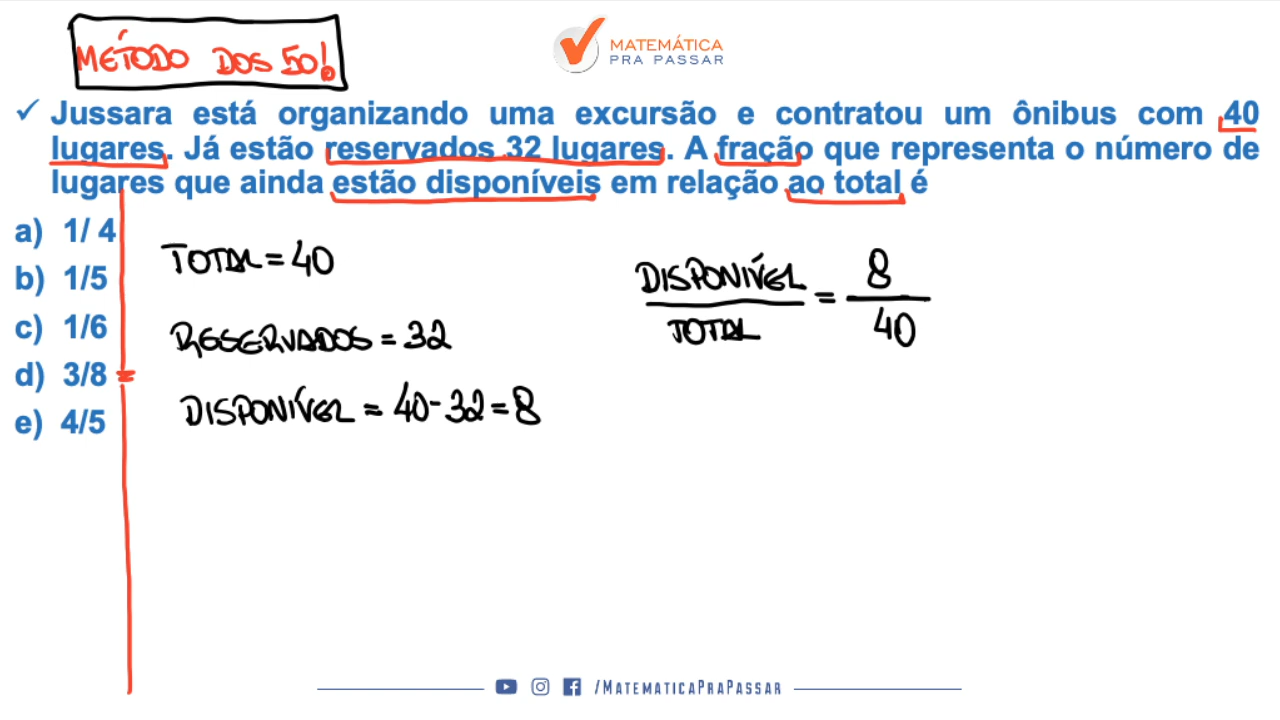 MÉTODO DOS 50!
MATEMÁTICA
PRA PASSAR
✓ Jussara está organizando uma excursão e contratou um ônibus com 40
lugares. Já estão reservados 32 lugares. A fração que representa o número de
lugares que ainda estão disponíveis em relação ao total é
a) 1/ 4
b) 1/5
c) 1/6
d) 3/8
e) 4/5
TOTAL = 40
RESERVADOS = 32
DISPONÍVEL = 40 - 32 = 8
DISPONÍVEL = 8
TOTAL 40
/MATEMATICAPRAPASSAR